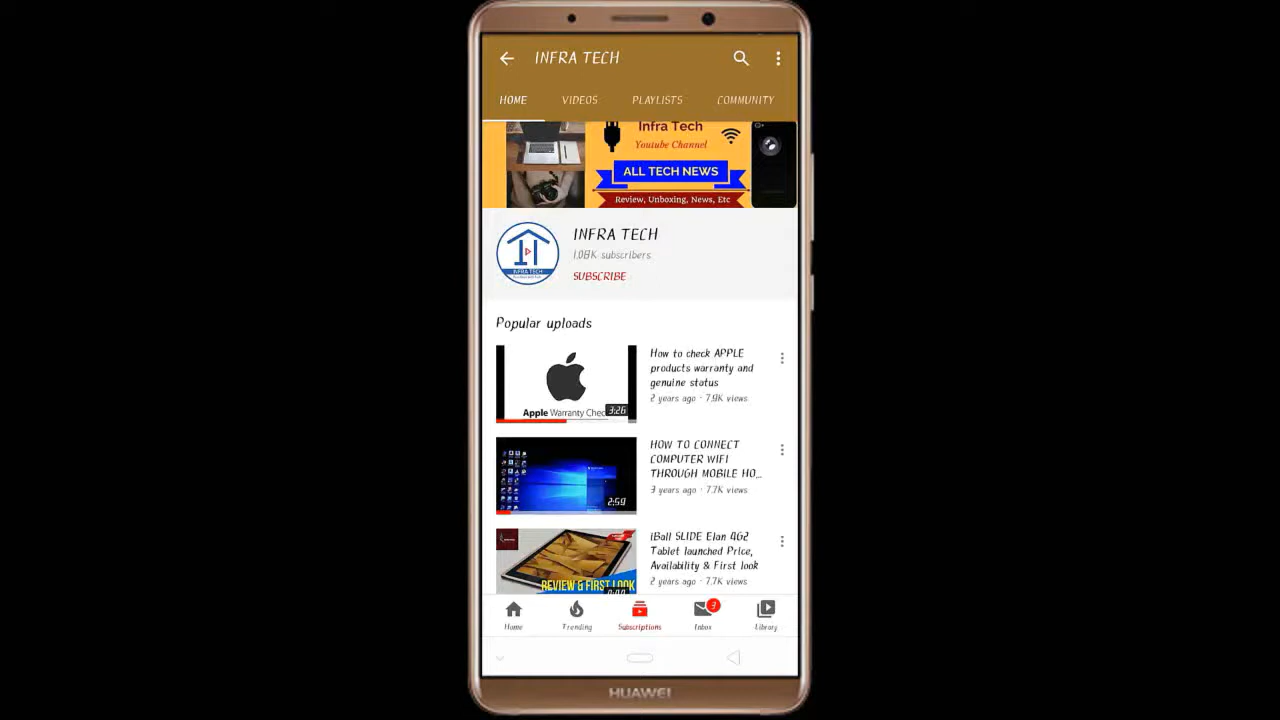 INFRA TECH
HOME VIDEOS PLAYLISTS COMMUNITY
Infra Tech
Youtube Channel
ALL TECH NEWS
Review, Unboxing, News, Etc
INFRA TECH
1.08K subscribers
SUBSCRIBE
INFRA TECH
Popular uploads
How to check APPLE
products warranty and
genuine status
2 years ago · 7.9K views
Apple Warranty Chec
3:26
HOW TO CONNECT
COMPUTER WIFI
THROUGH MOBILE HO...
3 years ago · 7.7K views
2:59
iBall SLIDE Elan 4G2
Tablet launched Price,
Availability & First look
2 years ago · 7.7K views
REVIEW & FIRST LOOK
3
Home Trending Subscriptions Inbox Library
HUAWEI